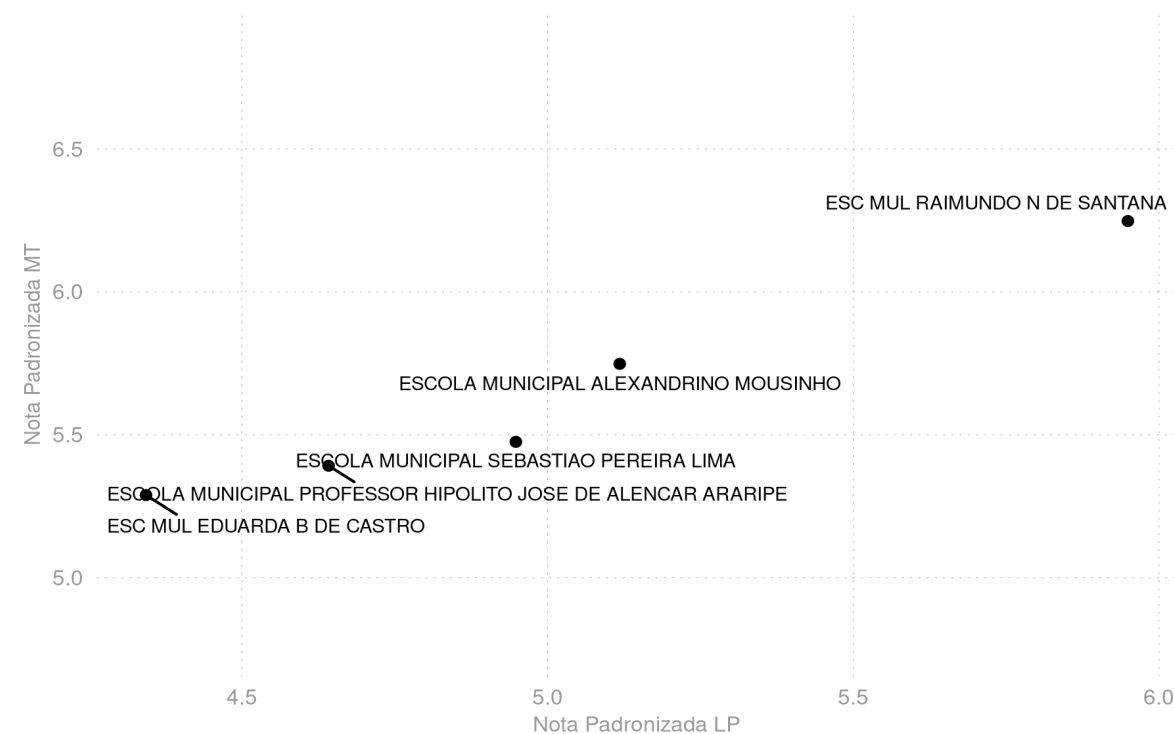 6.5
ESC MUL RAIMUNDO N DE SANTANA
Nota Padronizada MT
6.0
ESCOLA MUNICIPAL ALEXANDRINO MOUSINHO
5.5
ESCOLA MUNICIPAL SEBASTIAO PEREIRA LIMA
ESCOLA MUNICIPAL PROFESSOR HIPOLITO JOSE DE ALENCAR ARARIPE
ESC MUL EDUARDA B DE CASTRO
5.0
4.5 5.0 5.5 6.0
Nota Padronizada LP